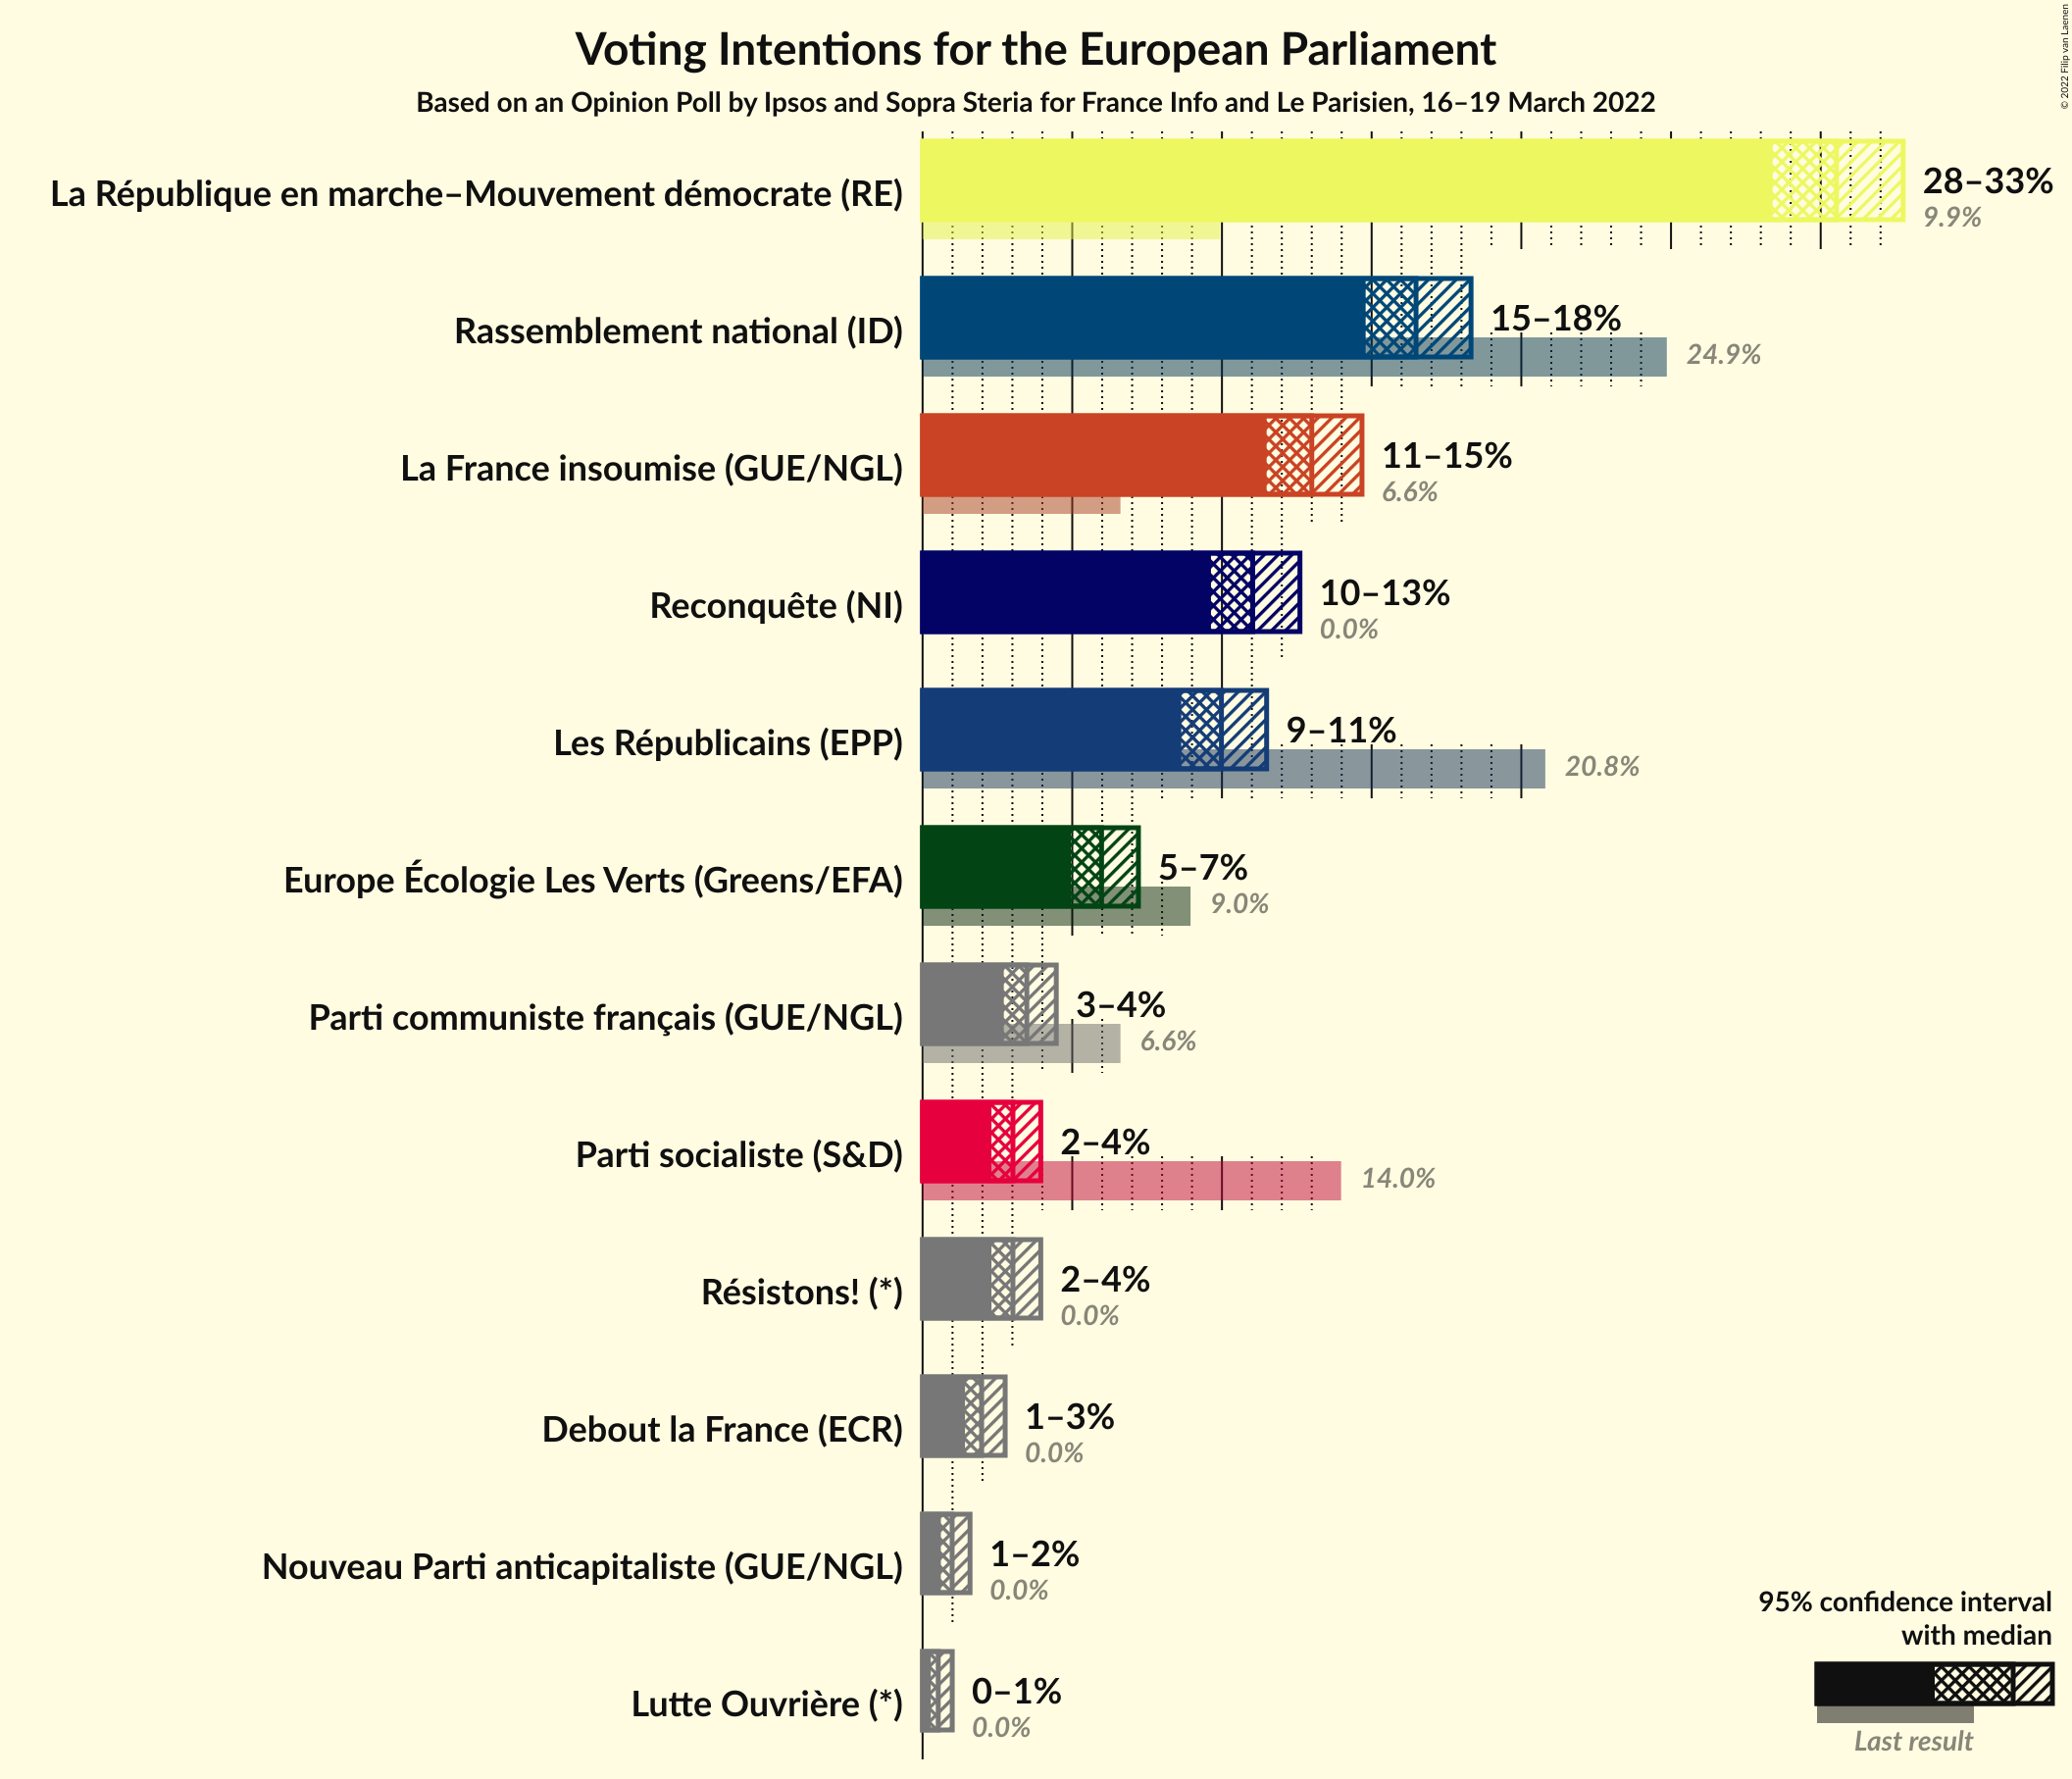 Voting Intentions for the European Parliament
Based on an Opinion Poll by Ipsos and Sopra Steria for France Info and Le Parisien, 16–19 March 2022
© 2022 Filip van Laenen
La République en marche–Mouvement démocrate (RE)
28–33%
9.9%
Rassemblement national (ID)
15–18%
24.9%
La France insoumise (GUE/NGL)
11–15%
6.6%
Reconquête (NI)
10–13%
0.0%
Les Républicains (EPP)
9–11%
20.8%
Europe Écologie Les Verts (Greens/EFA)
5–7%
9.0%
Parti communiste français (GUE/NGL)
3–4%
6.6%
Parti socialiste (S&D)
2–4%
14.0%
Résistons! (*)
2–4%
0.0%
Debout la France (ECR)
1–3%
0.0%
Nouveau Parti anticapitaliste (GUE/NGL)
1–2%
0.0%
Lutte Ouvrière (*)
0–1%
0.0%
95% confidence interval
with median
Last result